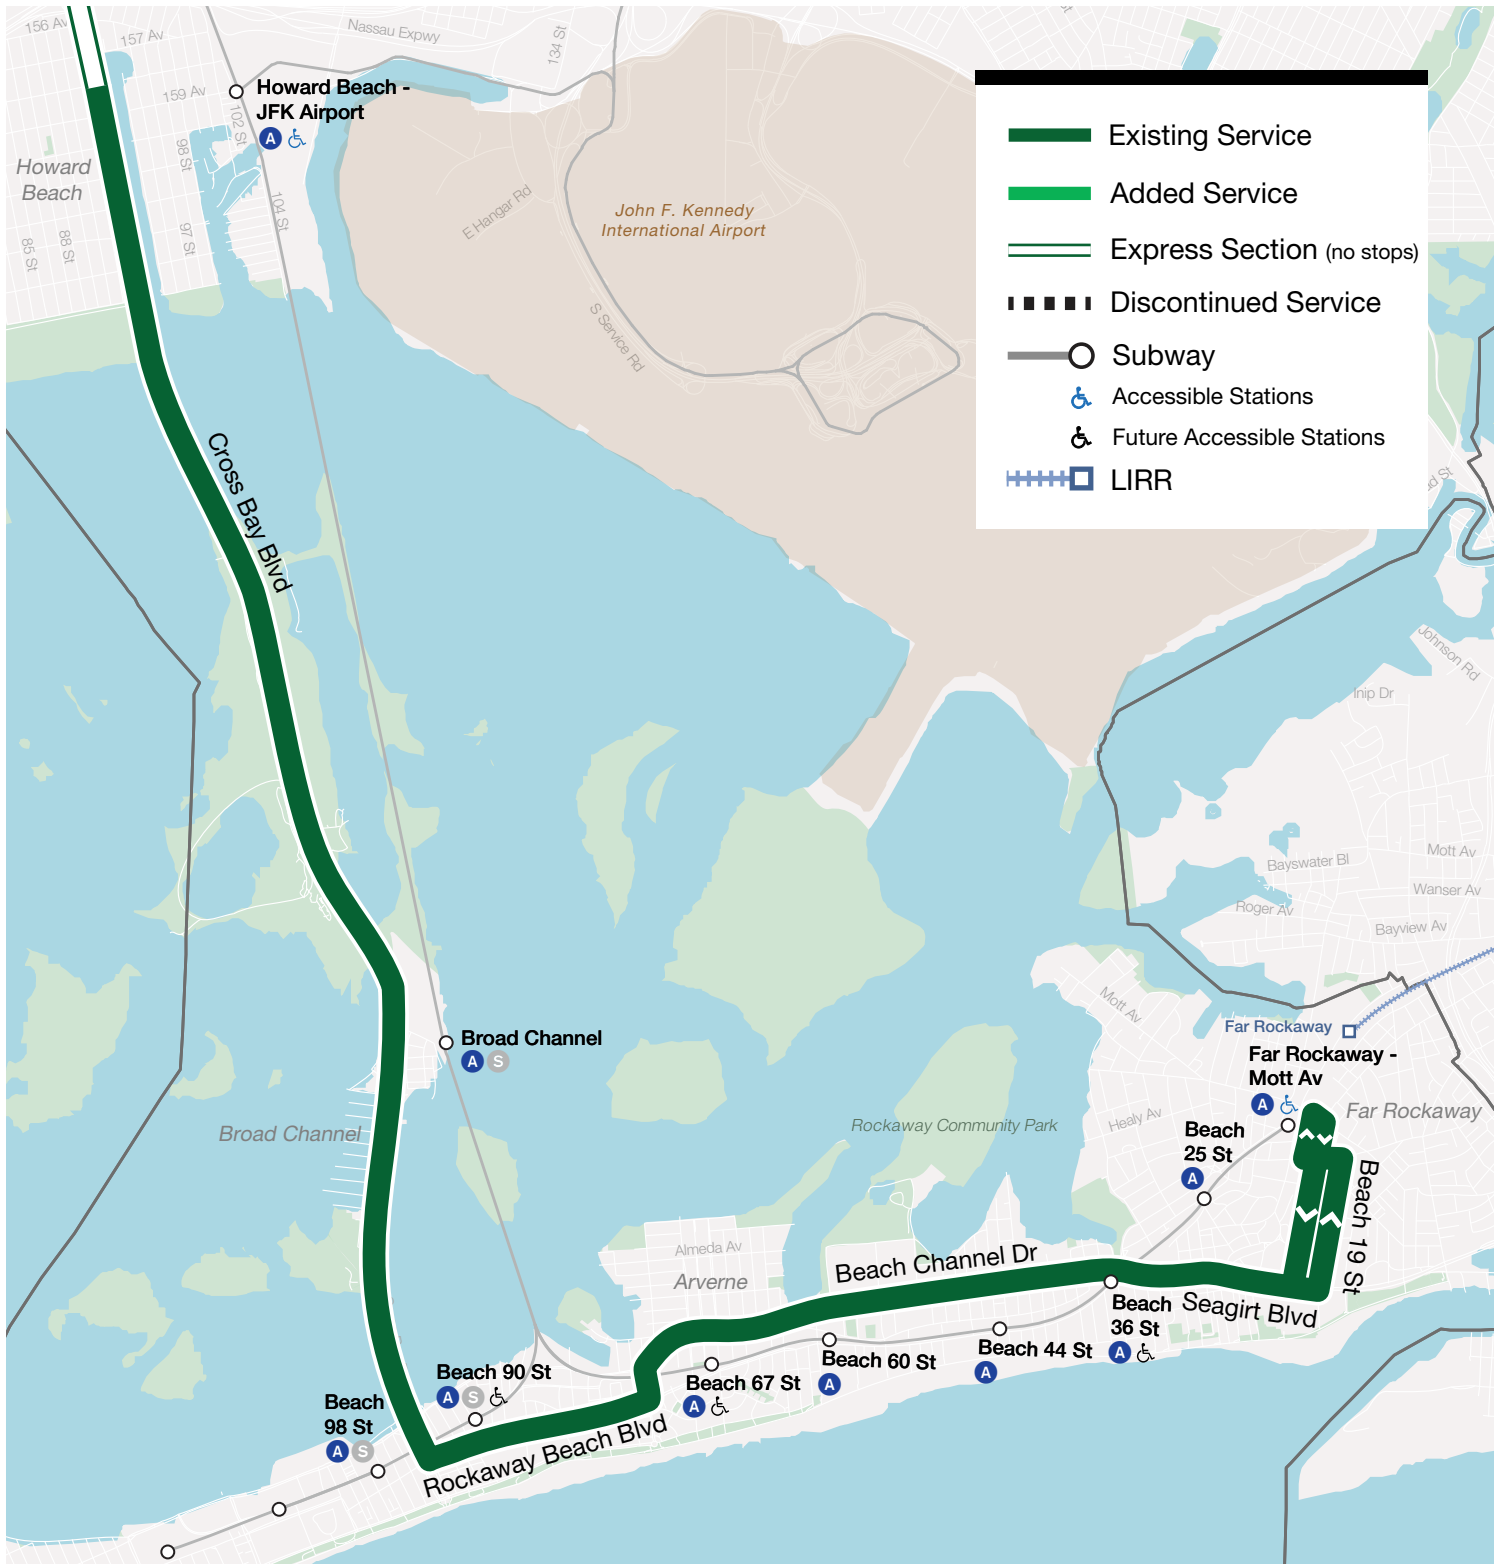 156 Av
157 Av
Nassau Expwy
134 St
159 Av
102 St
Howard Beach -
JFK Airport
A
98 St
Howard
Beach
104 St
97 St
88 St
85 St
E Hangar Rd
John F. Kennedy
International Airport
S Service Rd
Existing Service
Added Service
Express Section (no stops)
Discontinued Service
Subway
Accessible Stations
Future Accessible Stations
LIRR
Cross Bay Blvd
Johnson Rd
Inip Dr
Bayswater Bl
Mott Av
Wanser Av
Roger Av
Bayview Av
Mott Av
Far Rockaway
Broad Channel
A S
Far Rockaway -
Mott Av
A
Far Rockaway
Broad Channel
Rockaway Community Park
Healy Av
Beach
25 St
A
Beach 19 St
Almeda Av
Arverne
Beach Channel Dr
Seagirt Blvd
Beach
36 St
A
Beach 44 St
A
Beach 60 St
A
Beach 67 St
A
Beach 90 St
A S
Beach
98 St
A S
Rockaway Beach Blvd